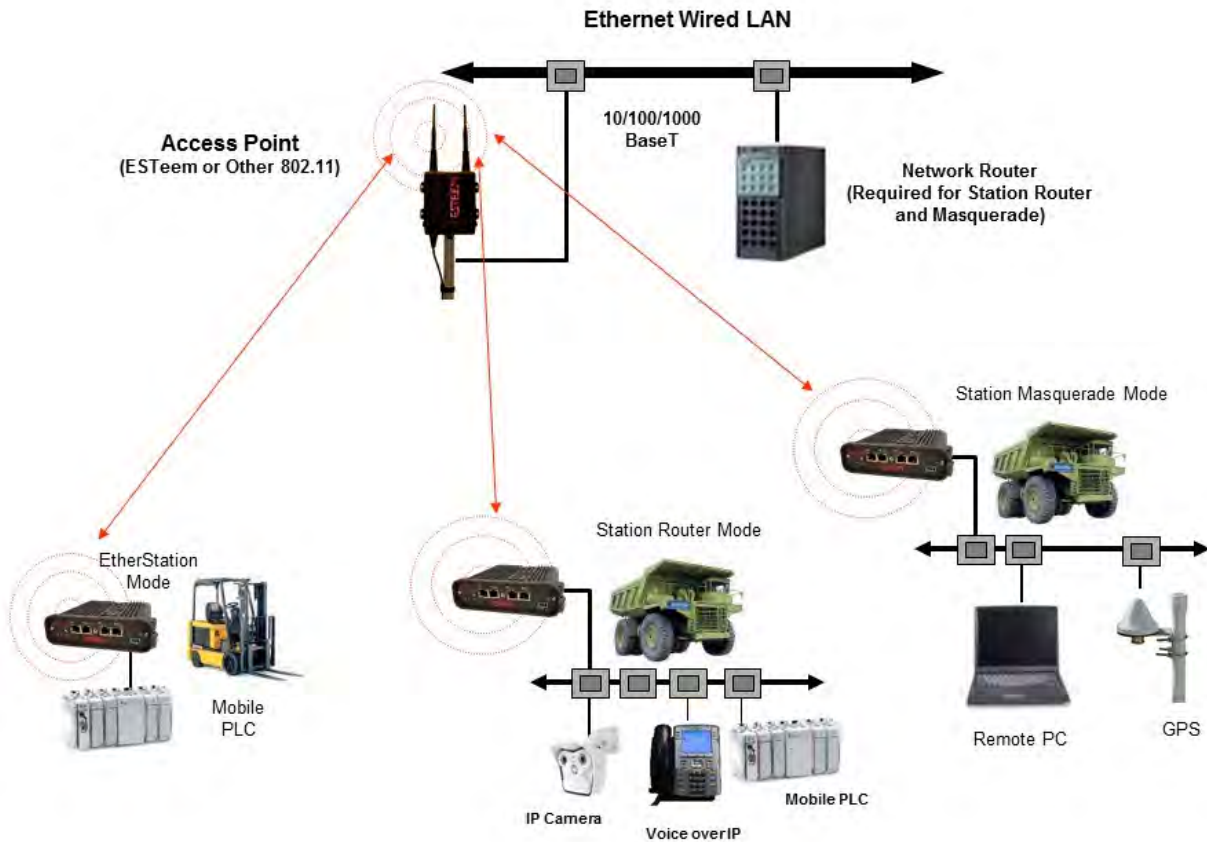 Ethernet Wired LAN
10/100/1000
BaseT
Access Point
(ESTeem or Other 802.11)
ESTEEM
Network Router
(Required for Station Router
and Masquerade)
Station Masquerade Mode
Station Router Mode
EtherStation
Mode
Mobile
PLC
Remote PC
GPS
IP Camera
Voice over IP
Mobile PLC